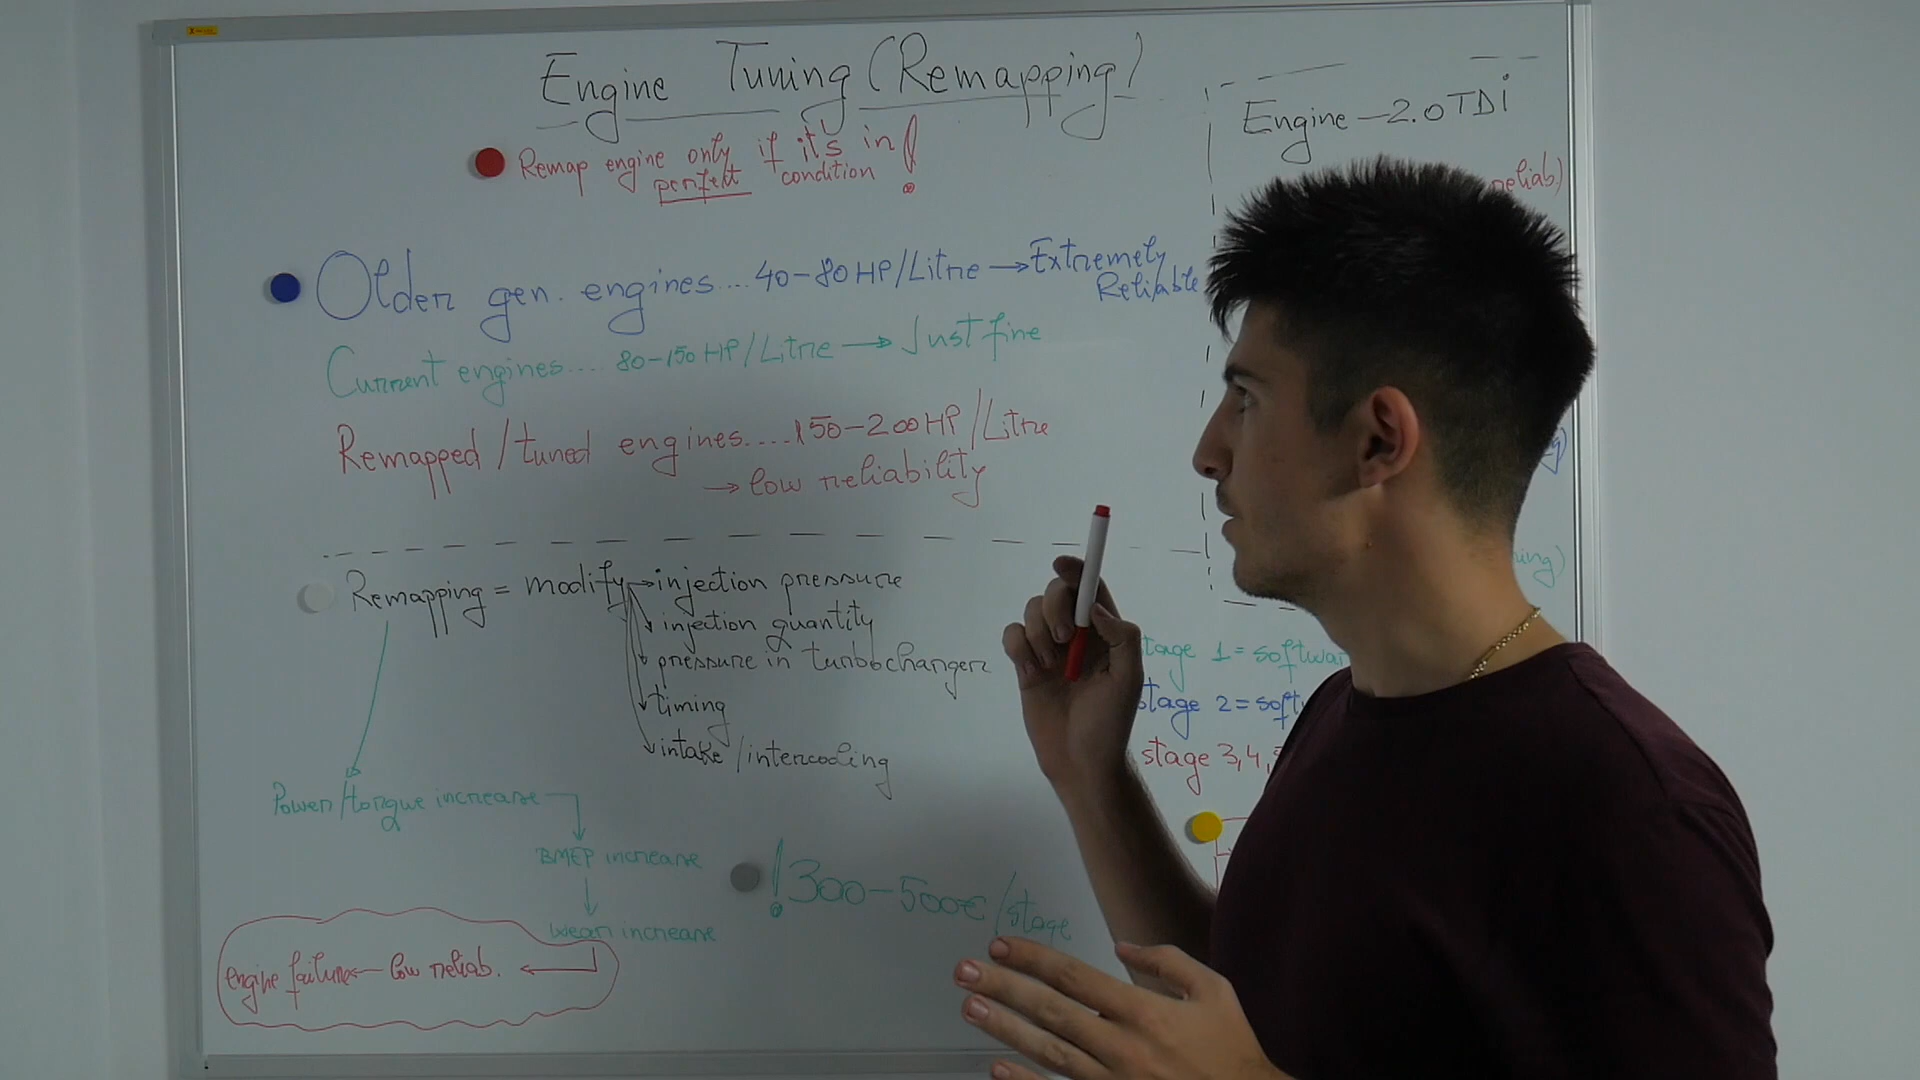 Engine Tuning (Remapping)
Remap engine only if it's in
perfect condition !
Older gen. engines.... 40-80 HP/Litre → Extremely
Reliable
Current engines.... 80-150 HP/Litre → Just fine
Remapped/tuned engines....150-200 HP/Litre
→ low reliability
Remapping = modify → injection pressure
injection quantity
pressure in turbocharger
timing
intake/intercooling
Power/torque increase
BMEP increase
wear increase
engine failure ← low reliab.
! 300-500€/stage
Engine - 2.0 TDi
reliab)
stage 1 = softwar
stage 2 = soft
stage 3,4,